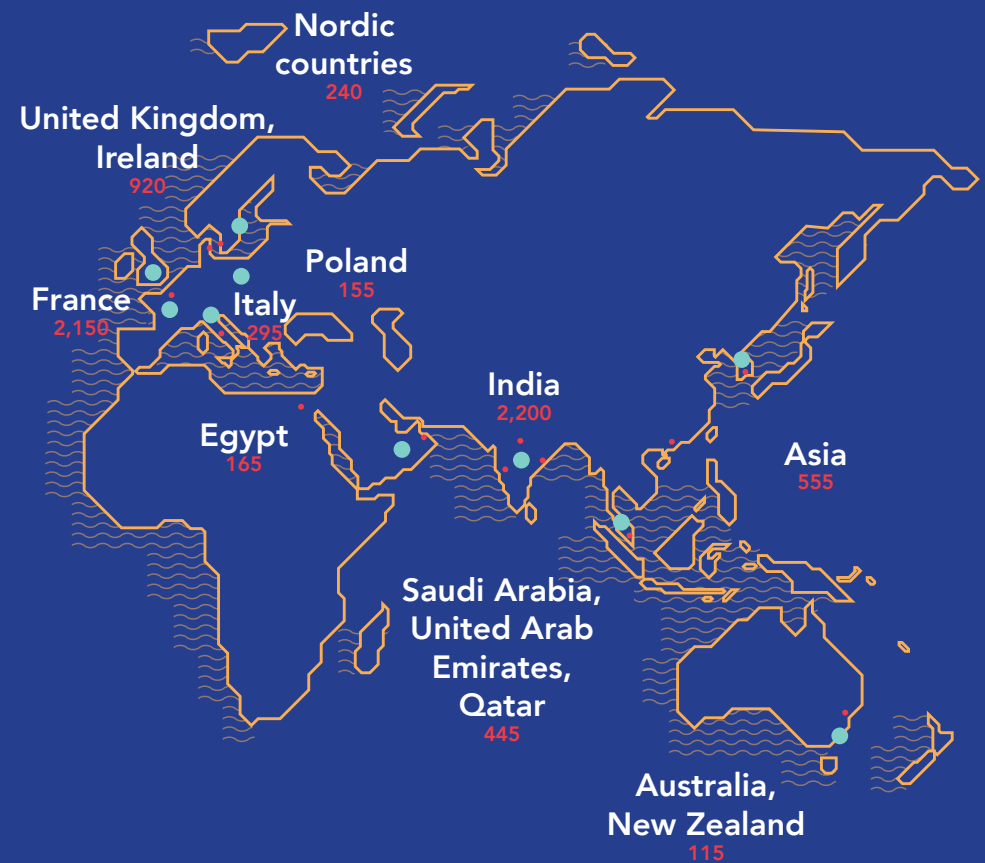 Nordic
countries
240
United Kingdom,
Ireland
920
Poland
155
France
2,150
Italy
295
India
2,200
Egypt
165
Asia
555
Saudi Arabia,
United Arab
Emirates,
Qatar
445
Australia,
New Zealand
115